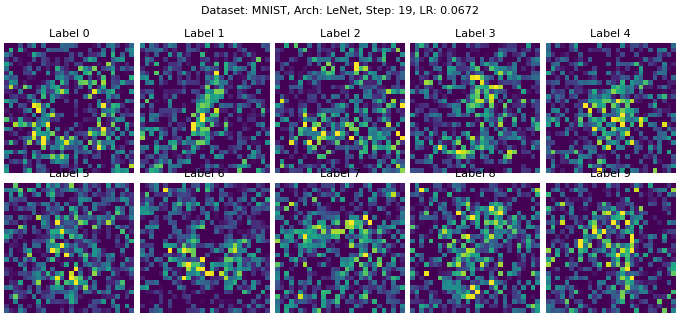 Dataset: MNIST, Arch: LeNet, Step: 19, LR: 0.0672
Label 0 Label 1 Label 2 Label 3 Label 4
Label 5 Label 6 Label 7 Label 8 Label 9